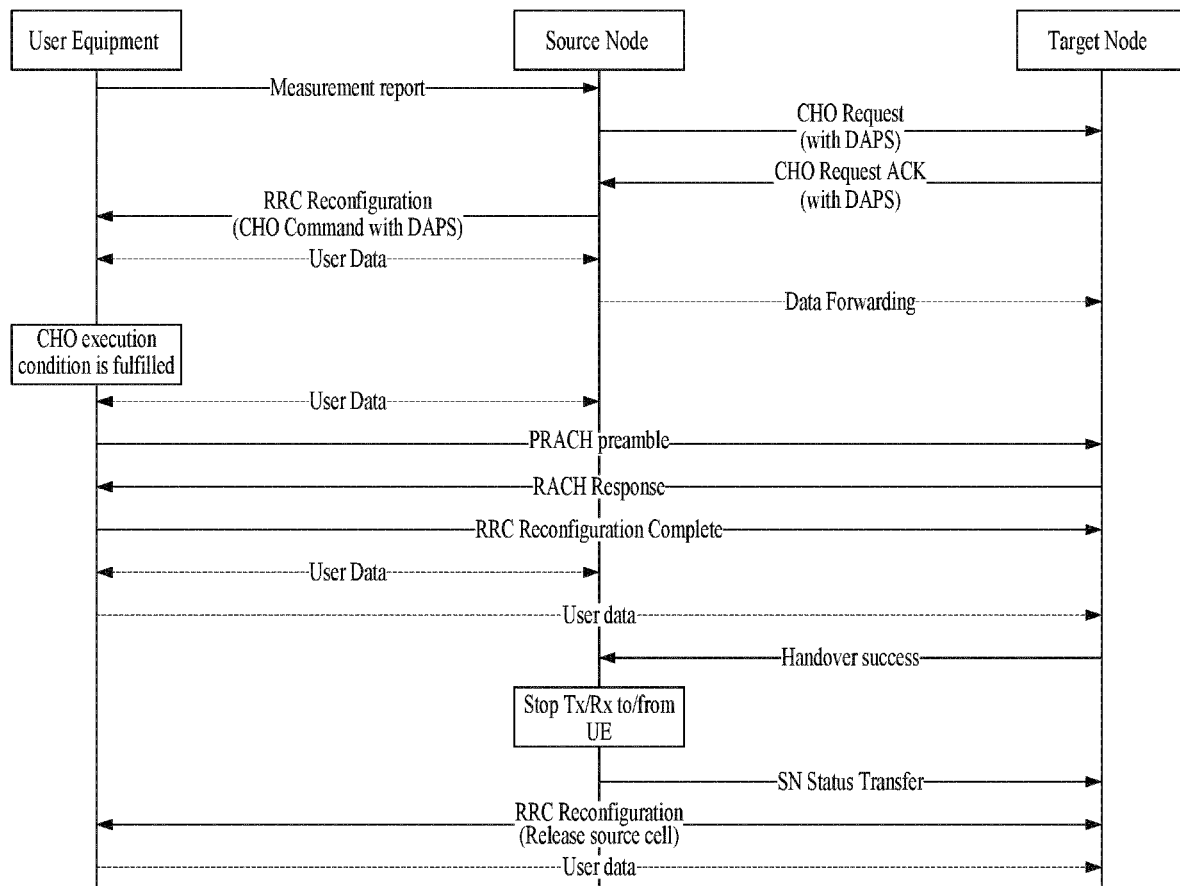 User Equipment
Source Node
Target Node
Measurement report
CHO Request
(with DAPS)
CHO Request ACK
(with DAPS)
RRC Reconfiguration
(CHO Command with DAPS)
User Data
Data Forwarding
CHO execution
condition is fulfilled
User Data
PRACH preamble
RACH Response
RRC Reconfiguration Complete
User Data
User data
Handover success
Stop Tx/Rx to/from
UE
SN Status Transfer
RRC Reconfiguration
(Release source cell)
User data